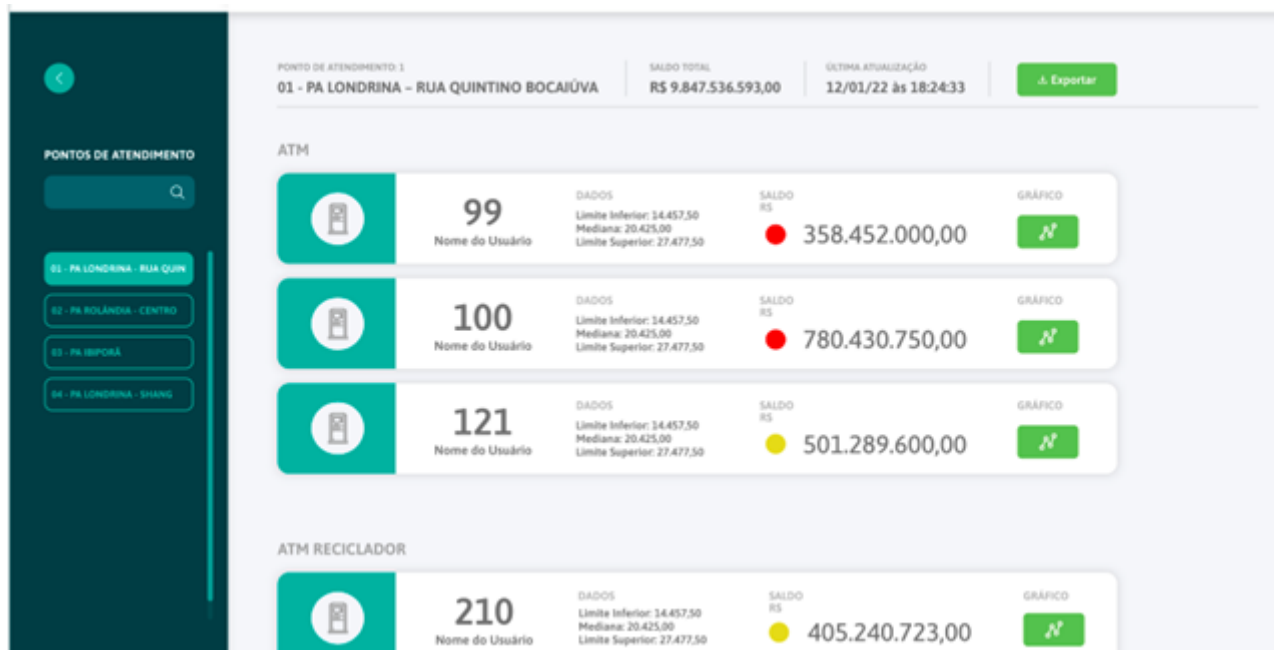 PONTOS DE ATENDIMENTO
01 - PA LONDRINA - RUA QUIN
02 - PA ROLÂNDIA - CENTRO
03 - PA IBIPORÃ
04 - PA LONDRINA - SHANG
PONTO DE ATENDIMENTO: 1
01 - PA LONDRINA – RUA QUINTINO BOCAIÚVA
SALDO TOTAL
R$ 9.847.536.593,00
ÚLTIMA ATUALIZAÇÃO
12/01/22 às 18:24:33
Exportar
ATM
99
Nome do Usuário
DADOS
Limite Inferior: 14.457,50
Mediana: 20.425,00
Limite Superior: 27.477,50
SALDO
R$
358.452.000,00
GRÁFICO
100
Nome do Usuário
DADOS
Limite Inferior: 14.457,50
Mediana: 20.425,00
Limite Superior: 27.477,50
SALDO
R$
780.430.750,00
GRÁFICO
121
Nome do Usuário
DADOS
Limite Inferior: 14.457,50
Mediana: 20.425,00
Limite Superior: 27.477,50
SALDO
R$
501.289.600,00
GRÁFICO
ATM RECICLADOR
210
Nome do Usuário
DADOS
Limite Inferior: 14.457,50
Mediana: 20.425,00
Limite Superior: 27.477,50
SALDO
R$
405.240.723,00
GRÁFICO